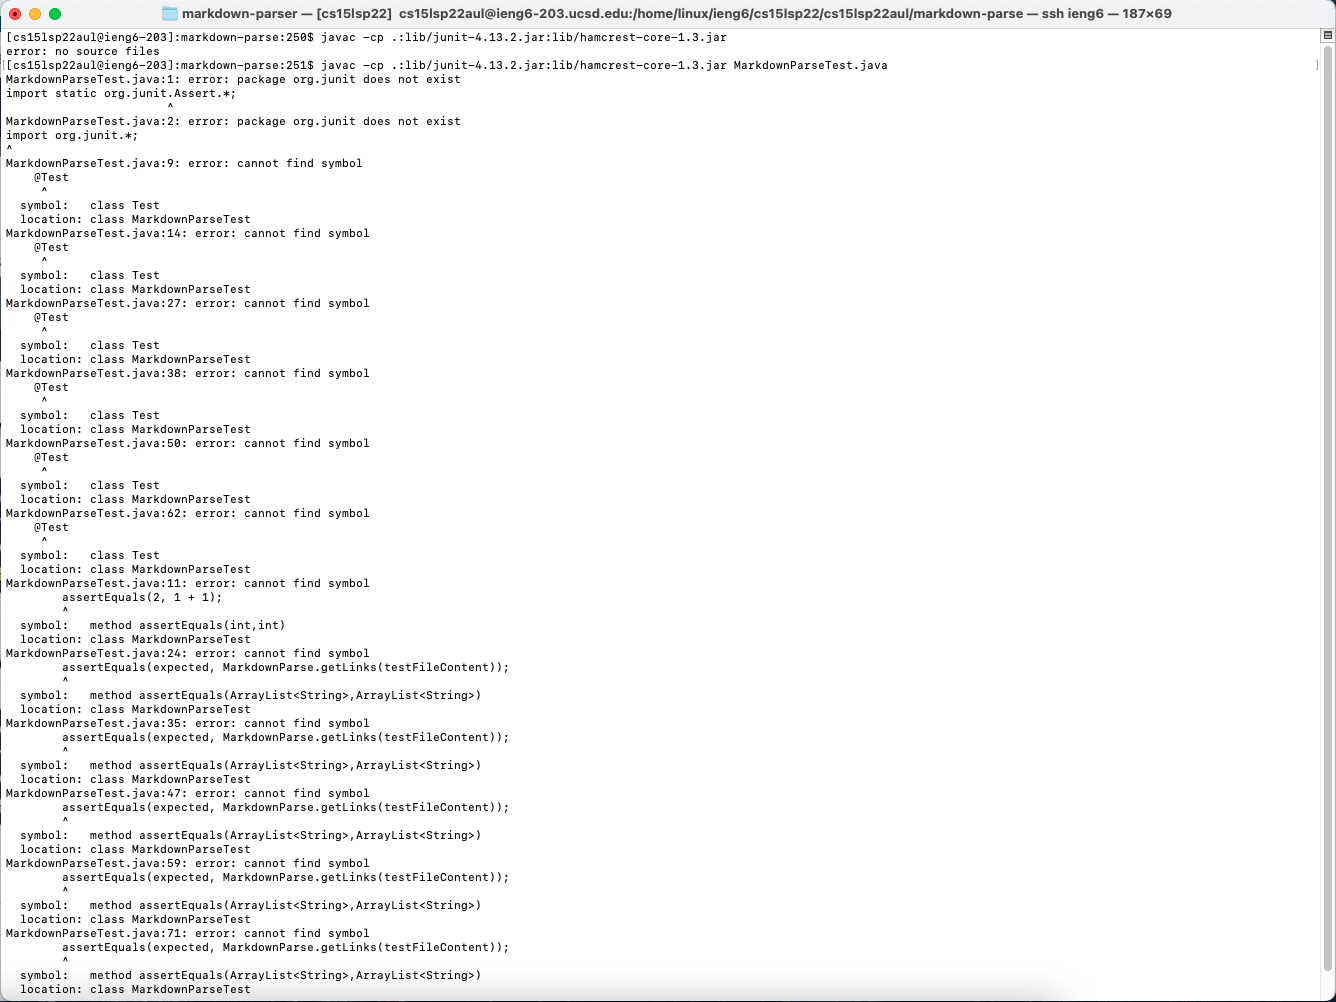 markdown-parser — [cs15lsp22]  cs15lsp22aul@ieng6-203.ucsd.edu:/home/linux/ieng6/cs15lsp22/cs15lsp22aul/markdown-parse — ssh ieng6 — 187×69
[cs15lsp22aul@ieng6-203]:markdown-parse:250$ javac -cp .:lib/junit-4.13.2.jar:lib/hamcrest-core-1.3.jar
error: no source files
[[cs15lsp22aul@ieng6-203]:markdown-parse:251$ javac -cp .:lib/junit-4.13.2.jar:lib/hamcrest-core-1.3.jar MarkdownParseTest.java ]
MarkdownParseTest.java:1: error: package org.junit does not exist
import static org.junit.Assert.*;
                       ^
MarkdownParseTest.java:2: error: package org.junit does not exist
import org.junit.*;
^
MarkdownParseTest.java:9: error: cannot find symbol
    @Test
     ^
  symbol:   class Test
  location: class MarkdownParseTest
MarkdownParseTest.java:14: error: cannot find symbol
    @Test
     ^
  symbol:   class Test
  location: class MarkdownParseTest
MarkdownParseTest.java:27: error: cannot find symbol
    @Test
     ^
  symbol:   class Test
  location: class MarkdownParseTest
MarkdownParseTest.java:38: error: cannot find symbol
    @Test
     ^
  symbol:   class Test
  location: class MarkdownParseTest
MarkdownParseTest.java:50: error: cannot find symbol
    @Test
     ^
  symbol:   class Test
  location: class MarkdownParseTest
MarkdownParseTest.java:62: error: cannot find symbol
    @Test
     ^
  symbol:   class Test
  location: class MarkdownParseTest
MarkdownParseTest.java:11: error: cannot find symbol
        assertEquals(2, 1 + 1);
        ^
  symbol:   method assertEquals(int,int)
  location: class MarkdownParseTest
MarkdownParseTest.java:24: error: cannot find symbol
        assertEquals(expected, MarkdownParse.getLinks(testFileContent));
        ^
  symbol:   method assertEquals(ArrayList<String>,ArrayList<String>)
  location: class MarkdownParseTest
MarkdownParseTest.java:35: error: cannot find symbol
        assertEquals(expected, MarkdownParse.getLinks(testFileContent));
        ^
  symbol:   method assertEquals(ArrayList<String>,ArrayList<String>)
  location: class MarkdownParseTest
MarkdownParseTest.java:47: error: cannot find symbol
        assertEquals(expected, MarkdownParse.getLinks(testFileContent));
        ^
  symbol:   method assertEquals(ArrayList<String>,ArrayList<String>)
  location: class MarkdownParseTest
MarkdownParseTest.java:59: error: cannot find symbol
        assertEquals(expected, MarkdownParse.getLinks(testFileContent));
        ^
  symbol:   method assertEquals(ArrayList<String>,ArrayList<String>)
  location: class MarkdownParseTest
MarkdownParseTest.java:71: error: cannot find symbol
        assertEquals(expected, MarkdownParse.getLinks(testFileContent));
        ^
  symbol:   method assertEquals(ArrayList<String>,ArrayList<String>)
  location: class MarkdownParseTest